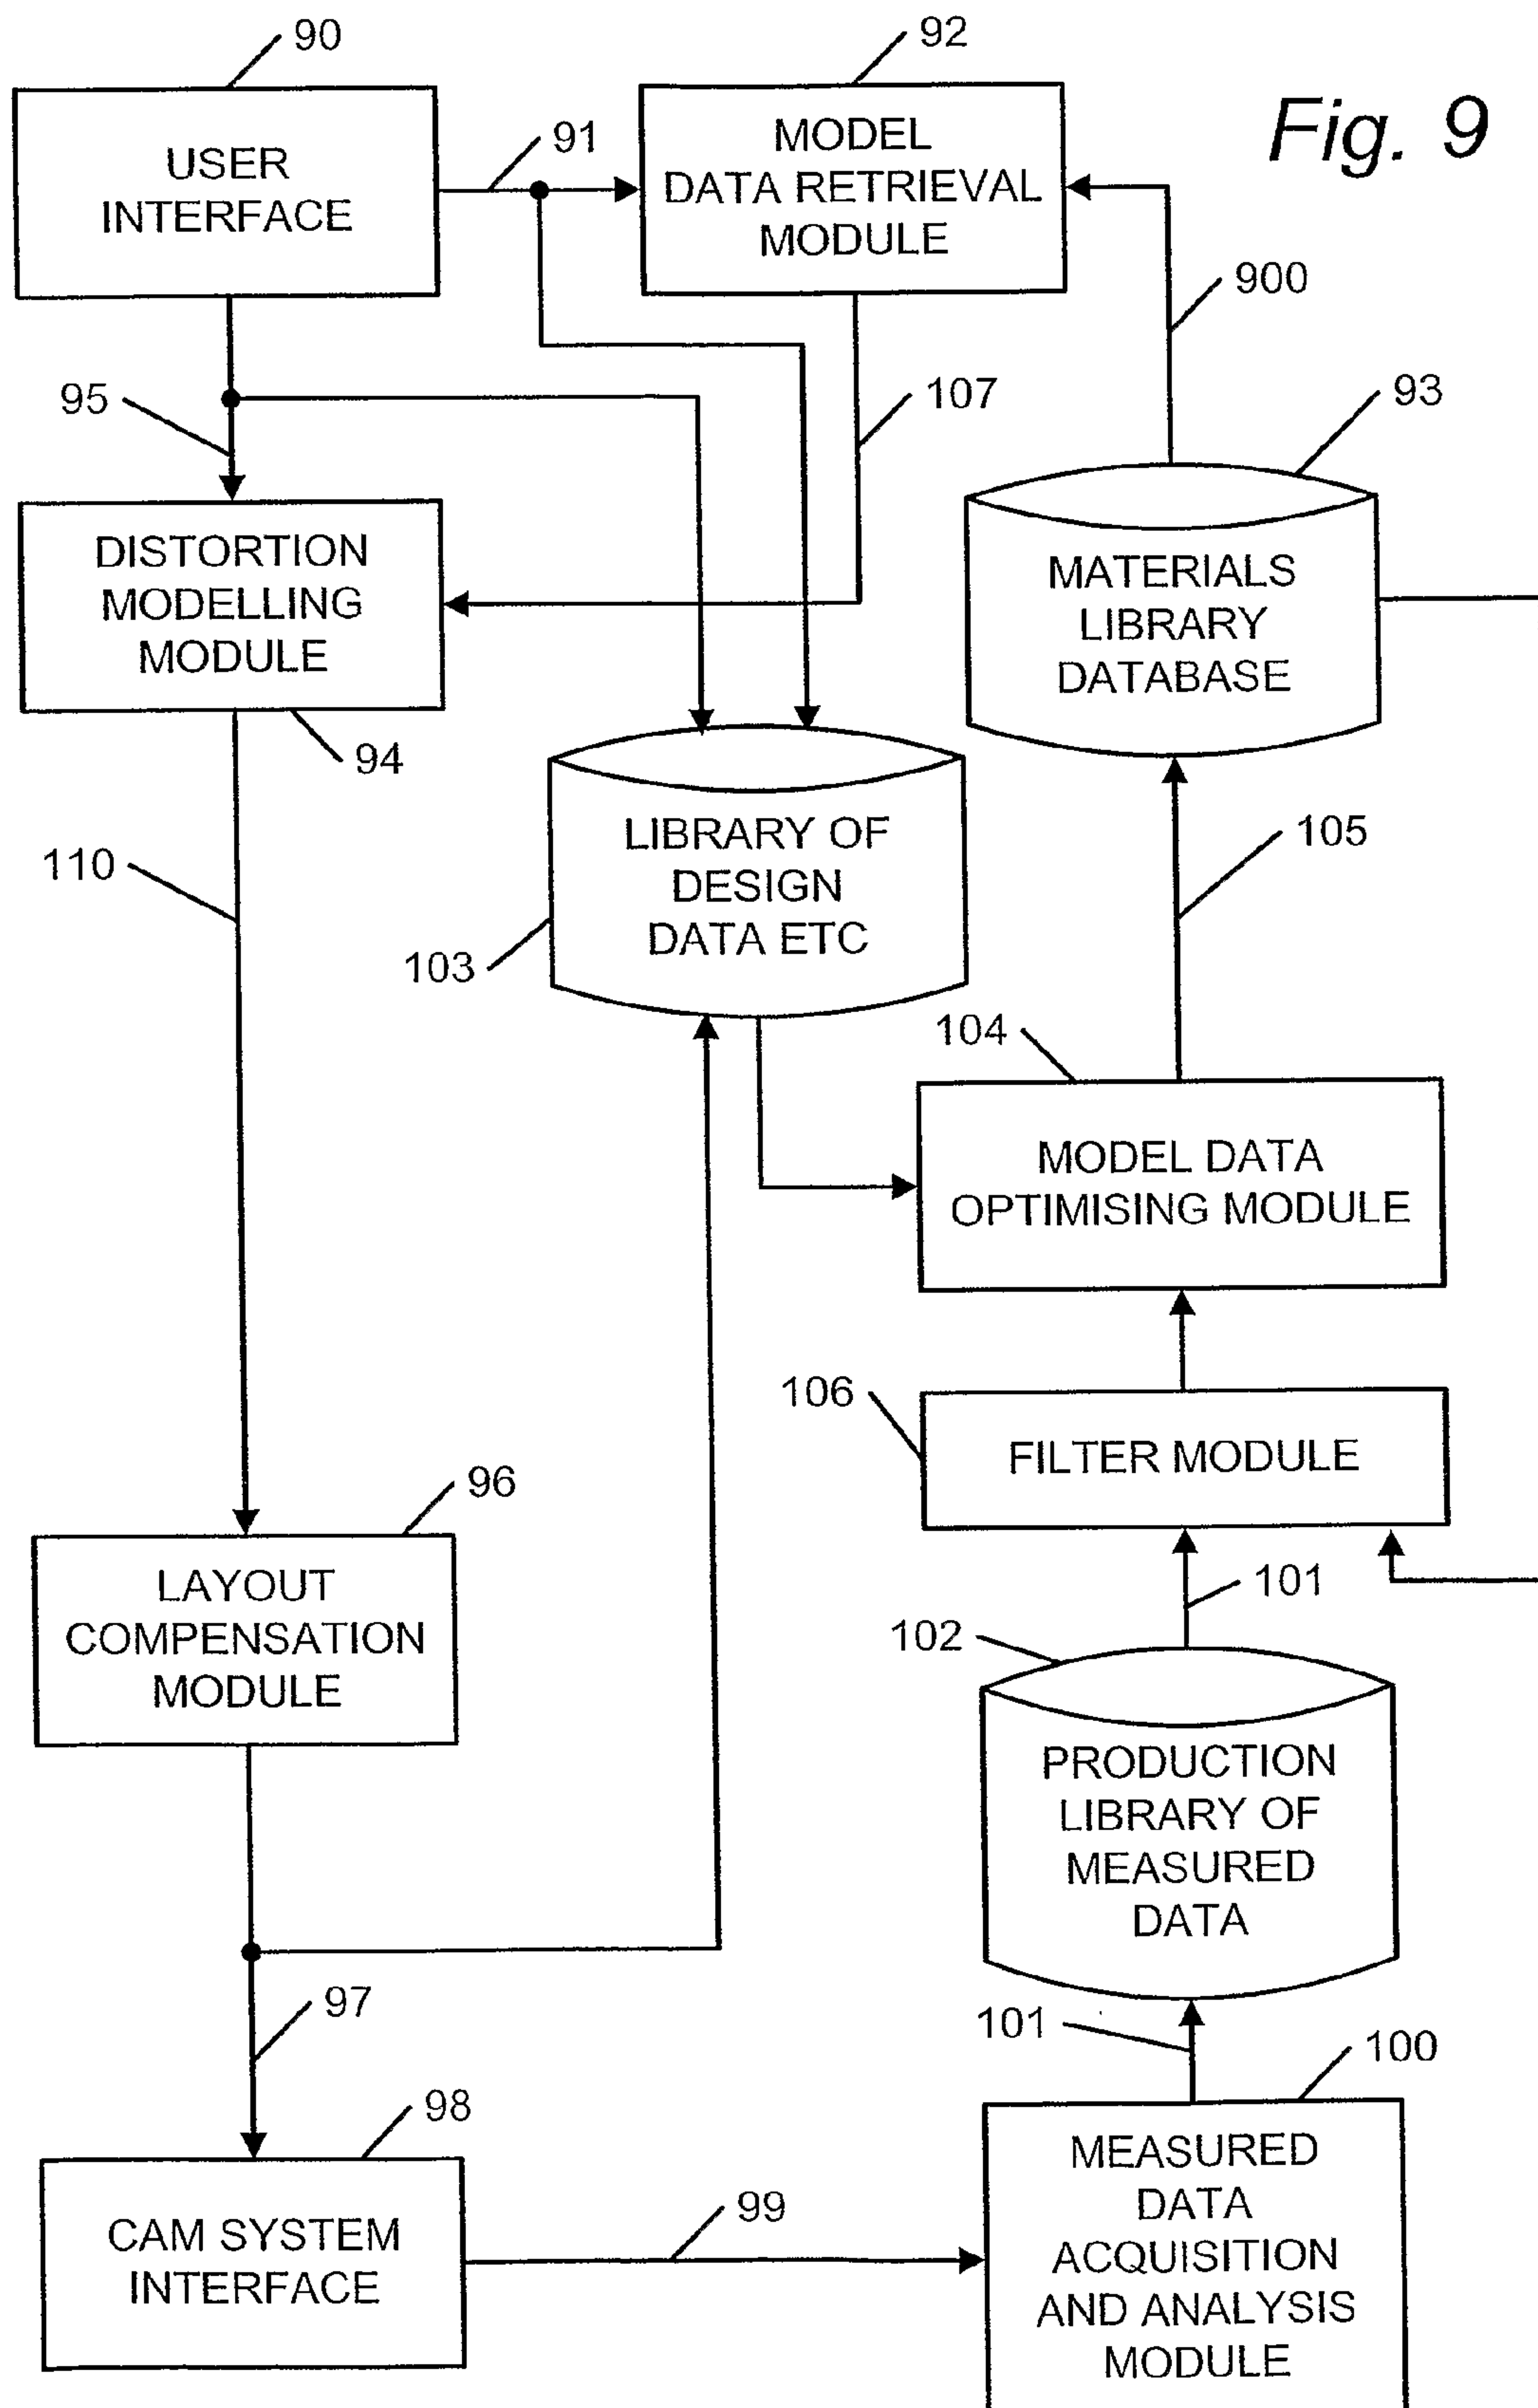 90
92
Fig. 9
USER
INTERFACE
91
MODEL
DATA RETRIEVAL
MODULE
900
95
107
93
DISTORTION
MODELLING
MODULE
MATERIALS
LIBRARY
DATABASE
94
110
LIBRARY OF
DESIGN
DATA ETC
105
103
104
MODEL DATA
OPTIMISING MODULE
106
FILTER MODULE
96
LAYOUT
COMPENSATION
MODULE
101
102
PRODUCTION
LIBRARY OF
MEASURED
DATA
97
101
100
98
CAM SYSTEM
INTERFACE
99
MEASURED
DATA
ACQUISITION
AND ANALYSIS
MODULE